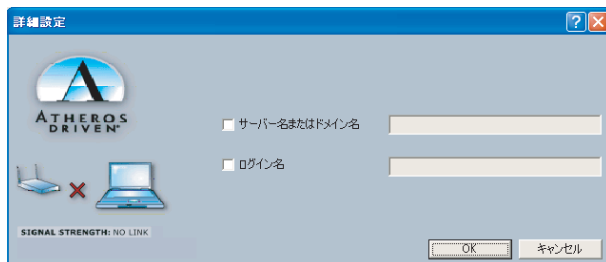 詳細設定
ATHEROS
DRIVEN™
サーバー名またはドメイン名
ログイン名
SIGNAL STRENGTH: NO LINK
OK
キャンセル